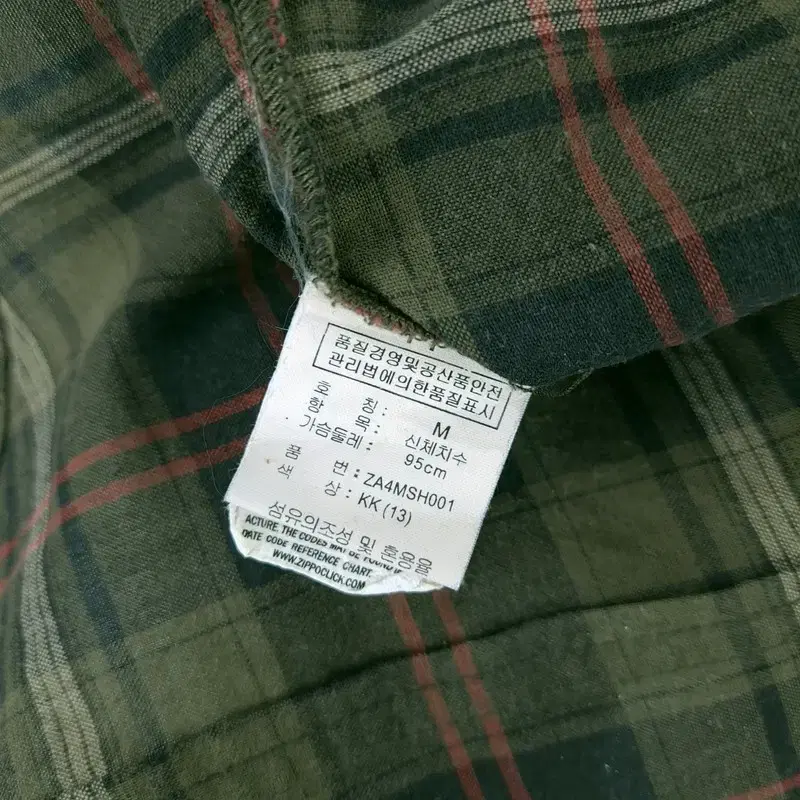 품질경영및공산품안전
관리법에의한품질표시
호 칭 : M
항 목 : 신체치수
가슴둘레 : 95cm
품 번 : ZA4MSH001
색 상 : KK(13)
섬유의조성 및 혼용율
ACTURE. THE CODES MAY BE FOUND IN
DATE CODE REFERENCE CHART
WWW.ZIPPOCLICK.COM